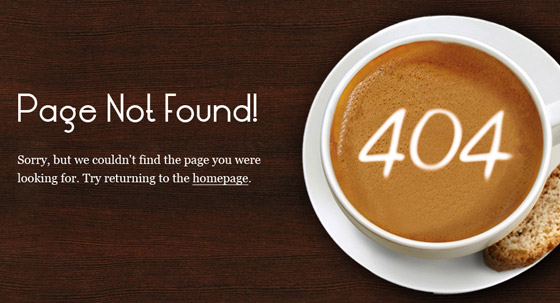 Page Not Found!
Sorry, but we couldn't find the page you were
looking for. Try returning to the homepage.
404